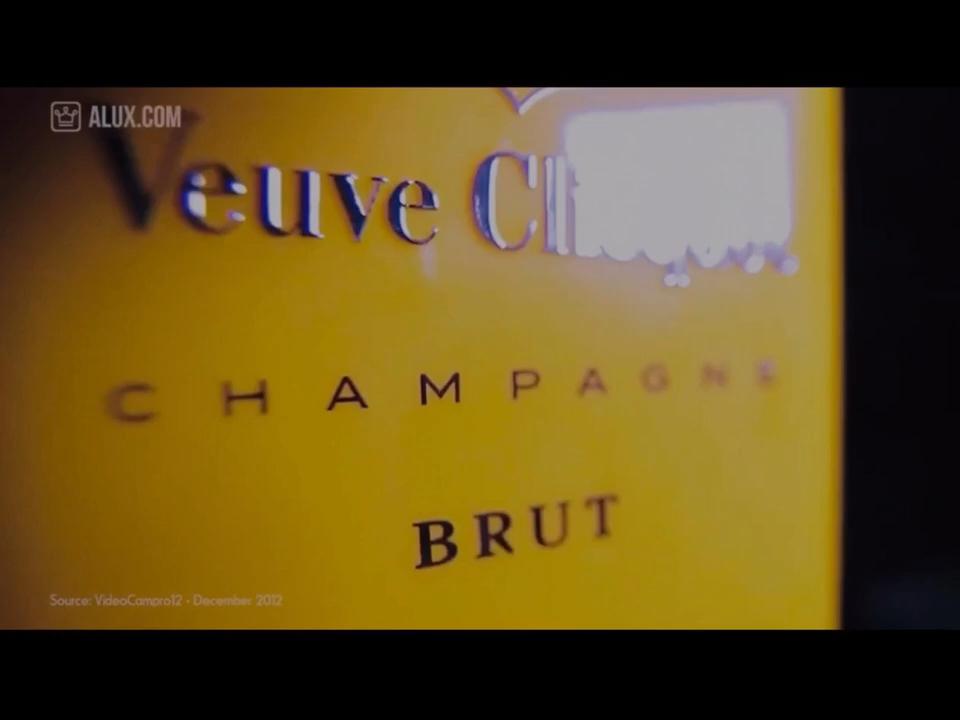 ALUX.COM
Veuve
CHAMPAGNE
BRUT
Source: VideoCampro12 - December 2012